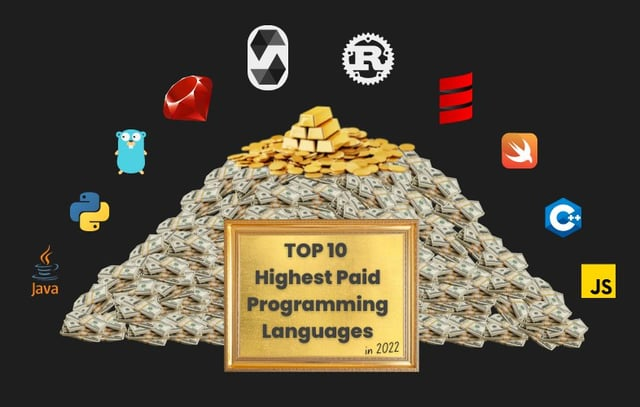 R
C++
Java
JS
TOP 10
Highest Paid
Programming
Languages
in 2022